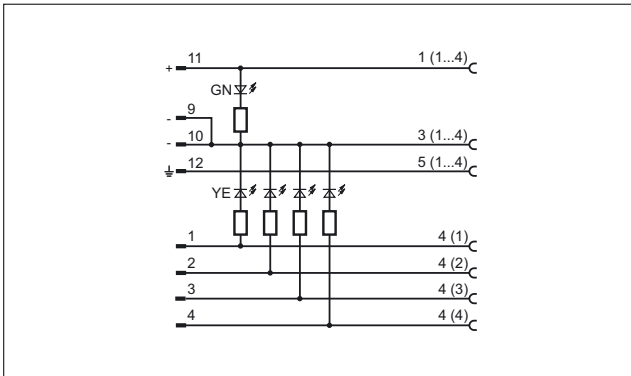 11 1 (1...4)
+
GN
9
-
10 3 (1...4)
-
12 5 (1...4)
YE
1 4 (1)
2 4 (2)
3 4 (3)
4 4 (4)